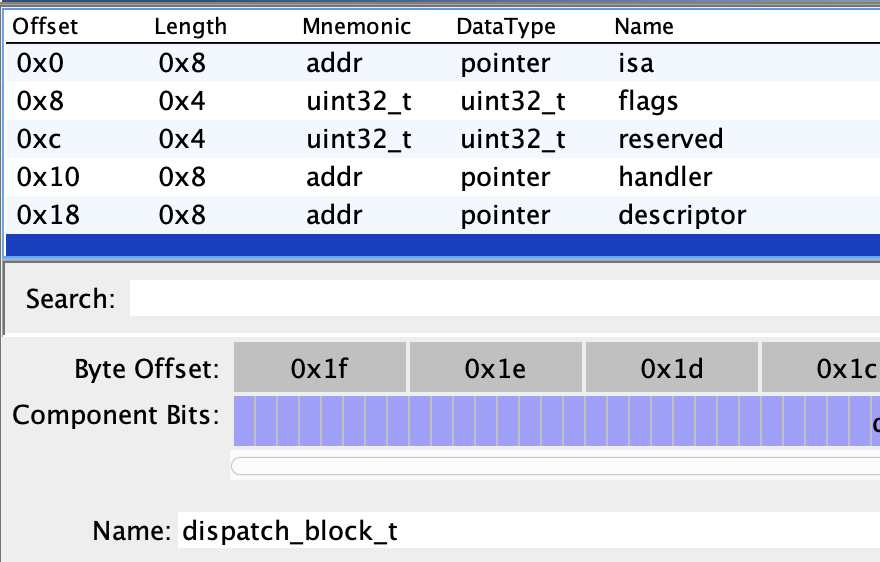 Offset Length Mnemonic DataType Name
0x0 0x8 addr pointer isa
0x8 0x4 uint32_t uint32_t flags
0xc 0x4 uint32_t uint32_t reserved
0x10 0x8 addr pointer handler
0x18 0x8 addr pointer descriptor
Search:
Byte Offset: 0x1f 0x1e 0x1d 0x1c
Component Bits:
Name: dispatch_block_t